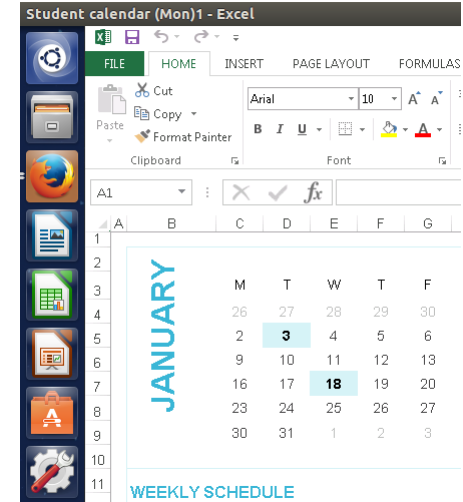 Student calendar (Mon)1 - Excel
FILE HOME INSERT PAGE LAYOUT FORMULAS
Paste
Cut
Copy
Format Painter
Arial 10 A A
B I U A
Clipboard Font
A1 fx
A B C D E F G
1
2
3 M T W T F
4 26 27 28 29 30
5 2 3 4 5 6
6 9 10 11 12 13
7 16 17 18 19 20
8 23 24 25 26 27
9 30 31 1 2 3
JANUARY
10
11 WEEKLY SCHEDULE